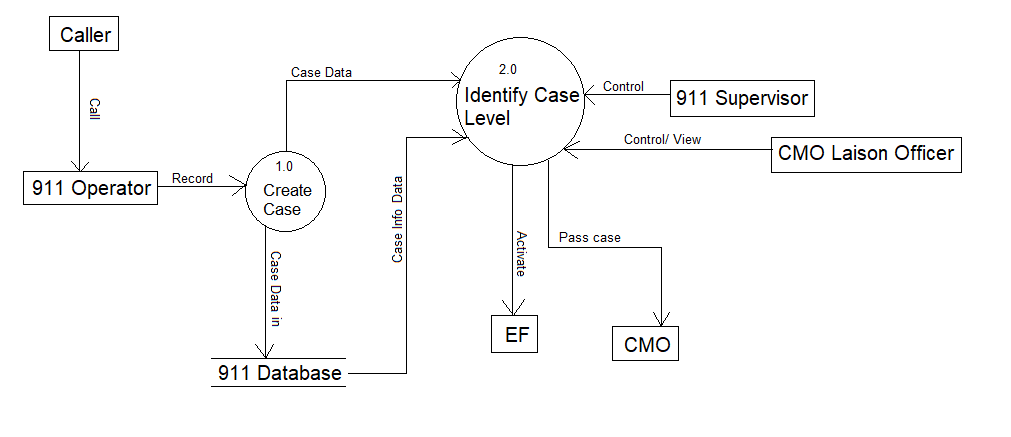 Caller
Call
911 Operator
Record
1.0
Create
Case
Case Data
Case Data in
911 Database
Case Info Data
2.0
Identify Case
Level
Control
911 Supervisor
Control/ View
CMO Laison Officer
Activate
EF
Pass case
CMO